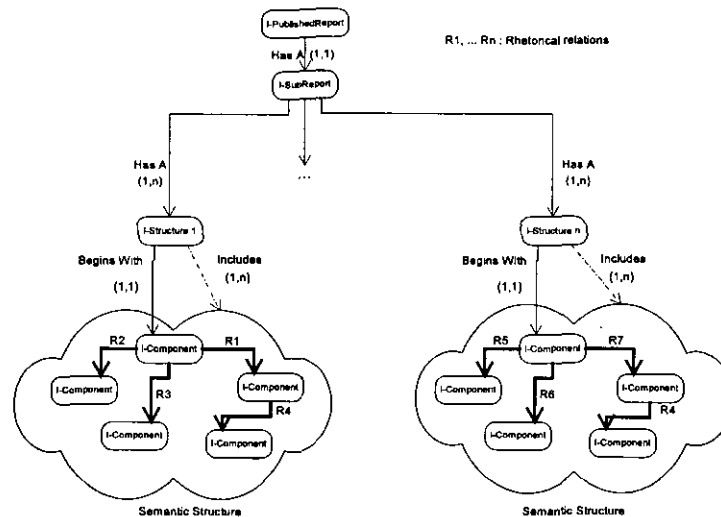 I-PublishedReport
R1, ... Rn : Rhetorical relations
Has A (1,1)
I-SupReport
Has A
(1,n)
...
Has A
(1,n)
I-Structure 1
I-Structure n
Begins With
(1,1)
Includes
(1,n)
Begins With
(1,1)
Includes
(1,n)
R2
I-Component
R1
R5
I-Component
R7
I-Component
R3
I-Component
I-Component
R6
I-Component
I-Component
R4
I-Component
I-Component
R4
I-Component
Semantic Structure
Semantic Structure